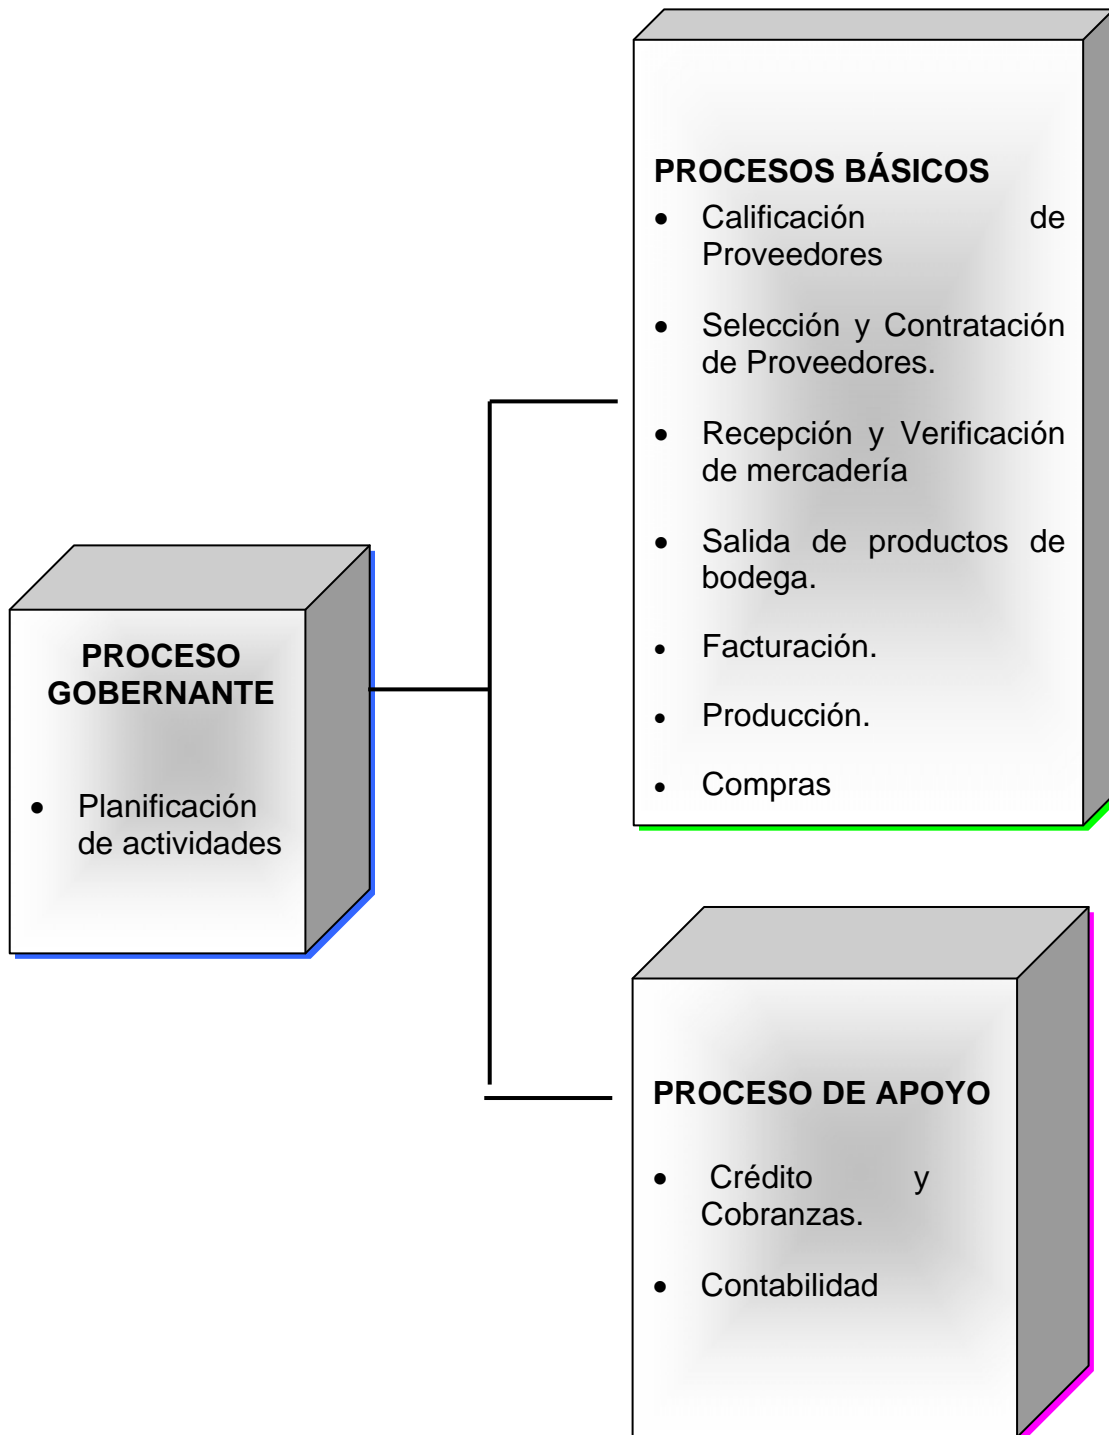 PROCESO
GOBERNANTE
• Planificación
de actividades
PROCESOS BÁSICOS
• Calificación de
Proveedores
• Selección y Contratación
de Proveedores.
• Recepción y Verificación
de mercadería
• Salida de productos de
bodega.
• Facturación.
• Producción.
• Compras
PROCESO DE APOYO
• Crédito y
Cobranzas.
• Contabilidad